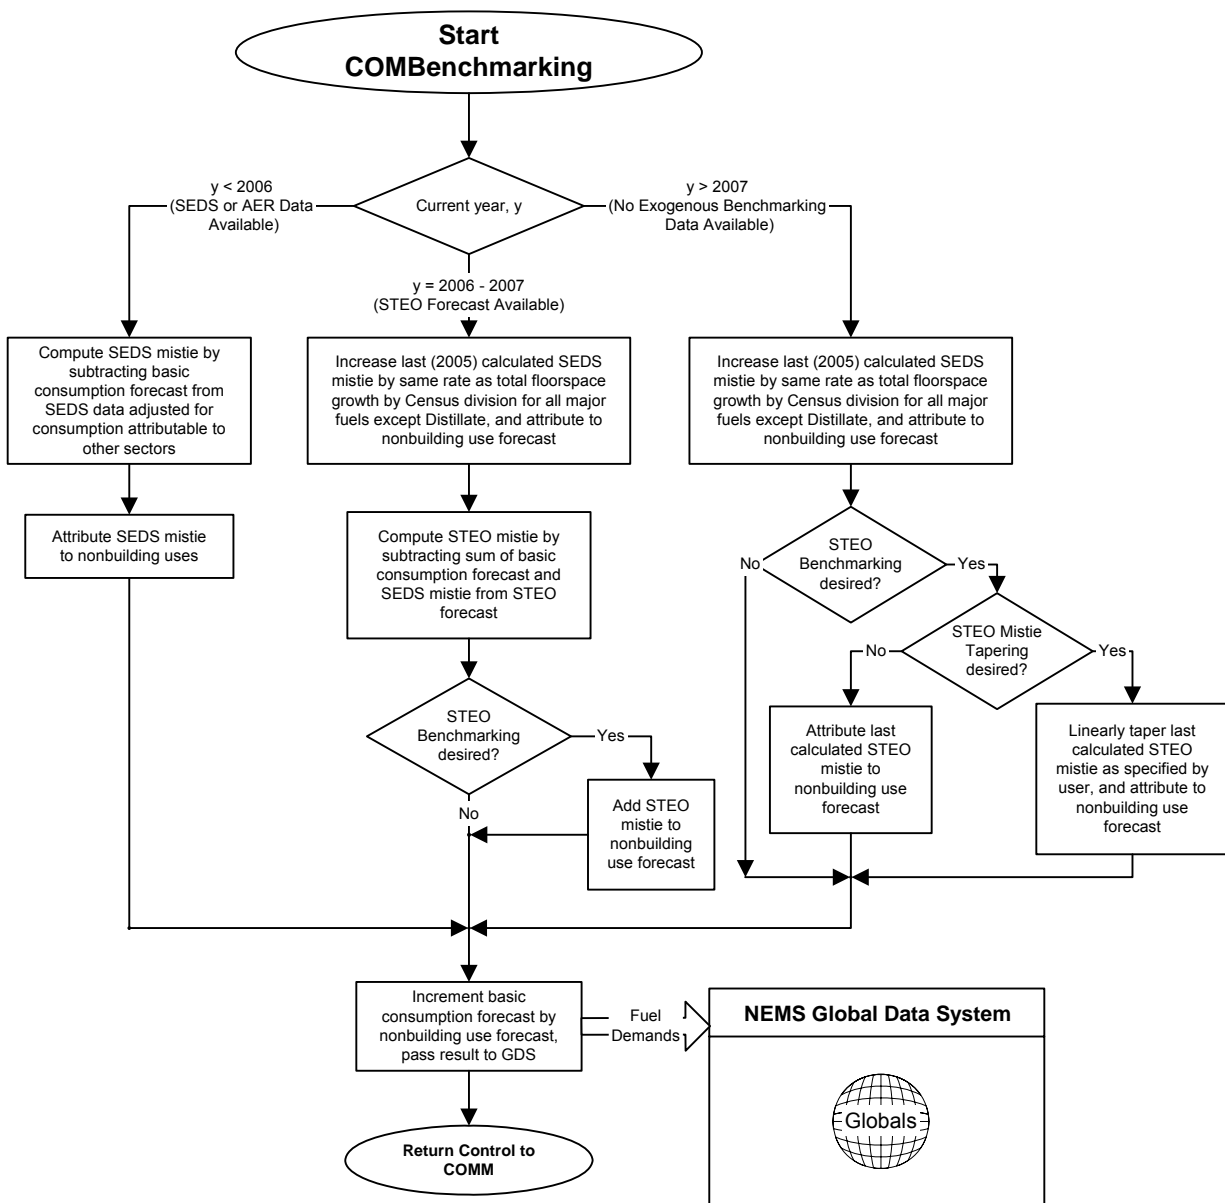 Start
COMBenchmarking
y < 2006
(SEDS or AER Data
Available)
Current year, y
y > 2007
(No Exogenous Benchmarking
Data Available)
y = 2006 - 2007
(STEO Forecast Available)
Compute SEDS mistie by
subtracting basic
consumption forecast from
SEDS data adjusted for
consumption attributable to
other sectors
Attribute SEDS mistie
to nonbuilding uses
Increase last (2005) calculated SEDS
mistie by same rate as total floorspace
growth by Census division for all major
fuels except Distillate, and attribute to
nonbuilding use forecast
Compute STEO mistie by
subtracting sum of basic
consumption forecast and
SEDS mistie from STEO
forecast
STEO
Benchmarking
desired?
Yes
No
Add STEO
mistie to
nonbuilding
use forecast
Increase last (2005) calculated SEDS
mistie by same rate as total floorspace
growth by Census division for all major
fuels except Distillate, and attribute to
nonbuilding use forecast
STEO
Benchmarking
desired?
No
Yes
STEO Mistie
Tapering
desired?
No
Yes
Attribute last
calculated STEO
mistie to
nonbuilding use
forecast
Linearly taper last
calculated STEO
mistie as specified by
user, and attribute to
nonbuilding use
forecast
Increment basic
consumption forecast by
nonbuilding use forecast,
pass result to GDS
Fuel
Demands
NEMS Global Data System
Globals
Return Control to
COMM